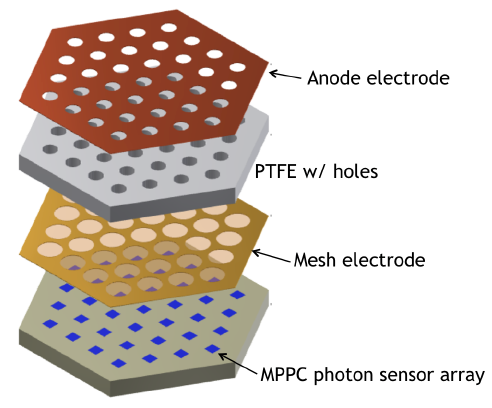 Anode electrode
PTFE w/ holes
Mesh electrode
MPPC photon sensor array